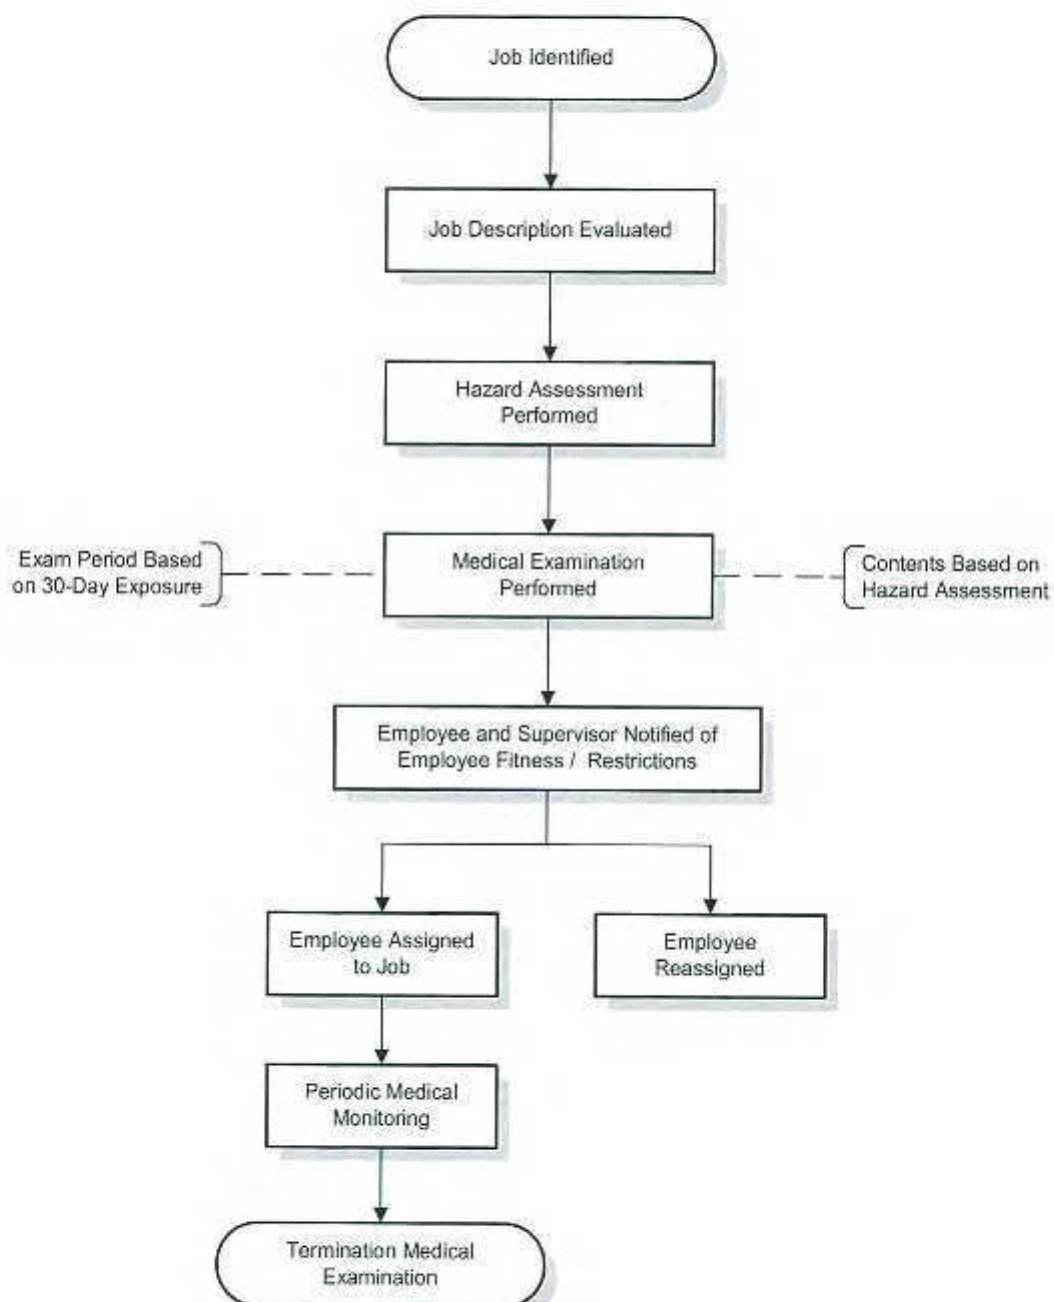 Job Identified
Job Description Evaluated
Hazard Assessment
Performed
Exam Period Based
on 30-Day Exposure
Medical Examination
Performed
Contents Based on
Hazard Assessment
Employee and Supervisor Notified of
Employee Fitness / Restrictions
Employee Assigned
to Job
Employee
Reassigned
Periodic Medical
Monitoring
Termination Medical
Examination